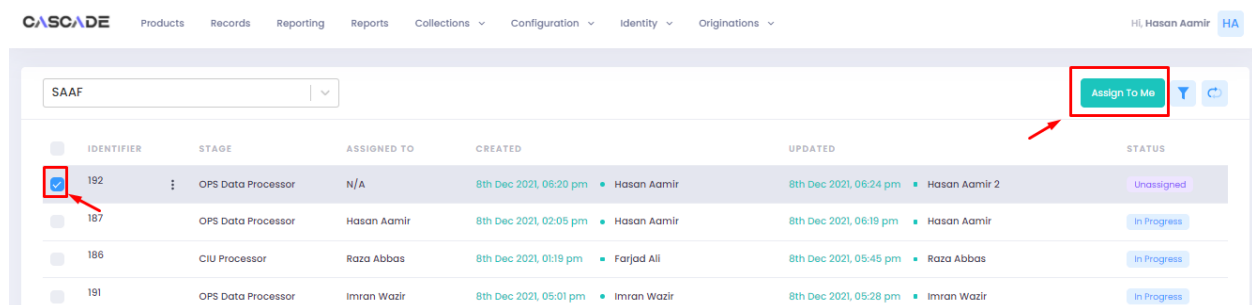 CASCADE Products Records Reporting Reports Collections Configuration Identity Originations Hi, Hasan Aamir HA
SAAF Assign To Me
IDENTIFIER STAGE ASSIGNED TO CREATED UPDATED STATUS
192 OPS Data Processor N/A 8th Dec 2021, 06:20 pm Hasan Aamir 8th Dec 2021, 06:24 pm Hasan Aamir 2 Unassigned
187 OPS Data Processor Hasan Aamir 8th Dec 2021, 02:05 pm Hasan Aamir 8th Dec 2021, 06:19 pm Hasan Aamir In Progress
186 CIU Processor Raza Abbas 8th Dec 2021, 01:19 pm Farjad Ali 8th Dec 2021, 05:45 pm Raza Abbas In Progress
191 OPS Data Processor Imran Wazir 8th Dec 2021, 05:01 pm Imran Wazir 8th Dec 2021, 05:28 pm Imran Wazir In Progress